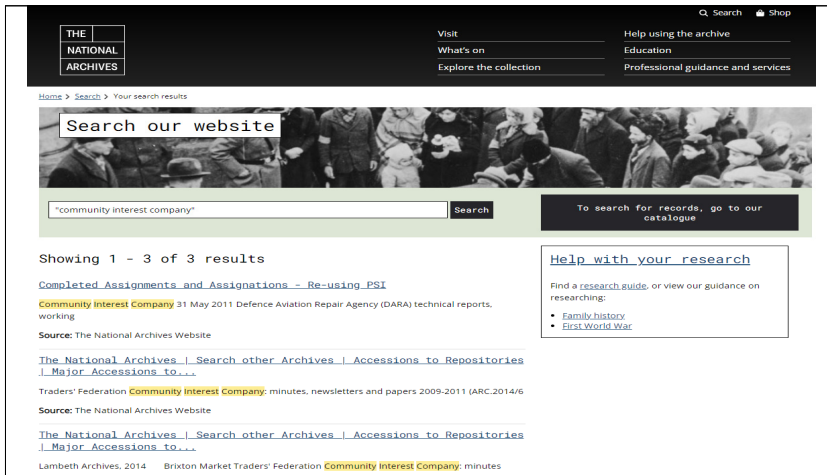 Search Shop
THE
NATIONAL
ARCHIVES
Visit
What's on
Explore the collection
Help using the archive
Education
Professional guidance and services
Home > Search > Your search results
Search our website
"community interest company"
Search
To search for records, go to our
catalogue
Showing 1 - 3 of 3 results
Completed Assignments and Assignations - Re-using PSI
Community Interest Company 31 May 2011 Defence Aviation Repair Agency (DARA) technical reports,
working
Source: The National Archives Website
The National Archives | Search other Archives | Accessions to Repositories
| Major Accessions to...
Traders' Federation Community Interest Company: minutes, newsletters and papers 2009-2011 (ARC.2014/6
Source: The National Archives Website
The National Archives | Search other Archives | Accessions to Repositories
| Major Accessions to...
Lambeth Archives, 2014 Brixton Market Traders' Federation Community Interest Company: minutes
Help with your research
Find a research guide, or view our guidance on
researching:
• Family history
• First World War